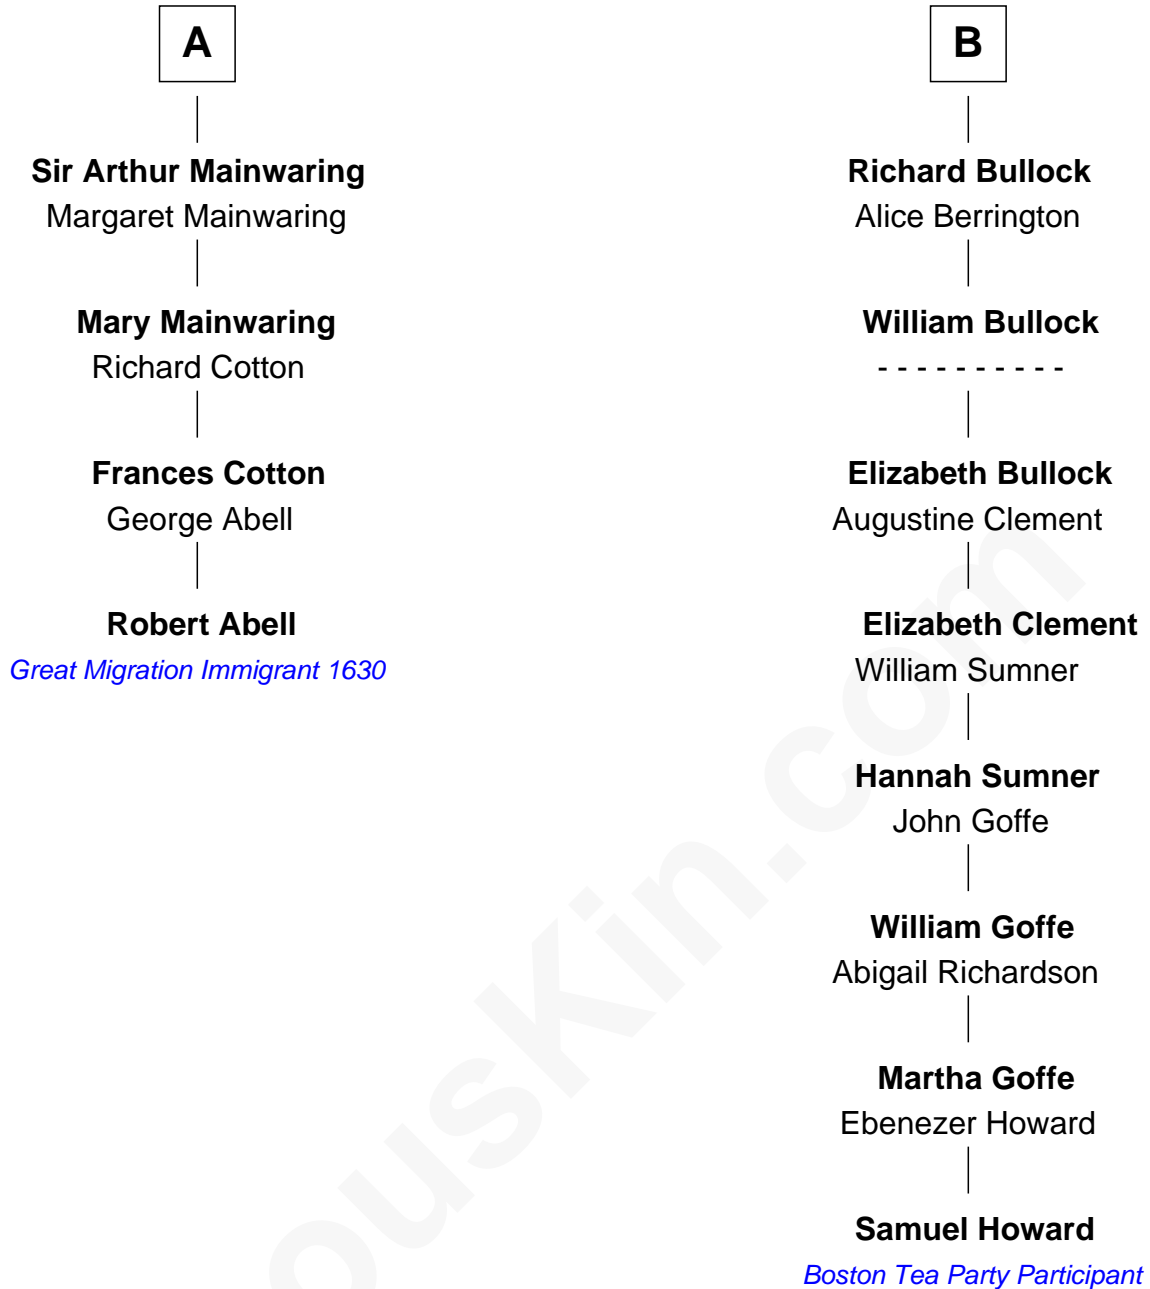 A
Sir Arthur Mainwaring
Margaret Mainwaring
Mary Mainwaring
Richard Cotton
Frances Cotton
George Abell
Robert Abell
Great Migration Immigrant 1630
B
Richard Bullock
Alice Berrington
William Bullock
- - - - - - - - - -
Elizabeth Bullock
Augustine Clement
Elizabeth Clement
William Sumner
Hannah Sumner
John Goffe
William Goffe
Abigail Richardson
Martha Goffe
Ebenezer Howard
Samuel Howard
Boston Tea Party Participant
ousKin.com